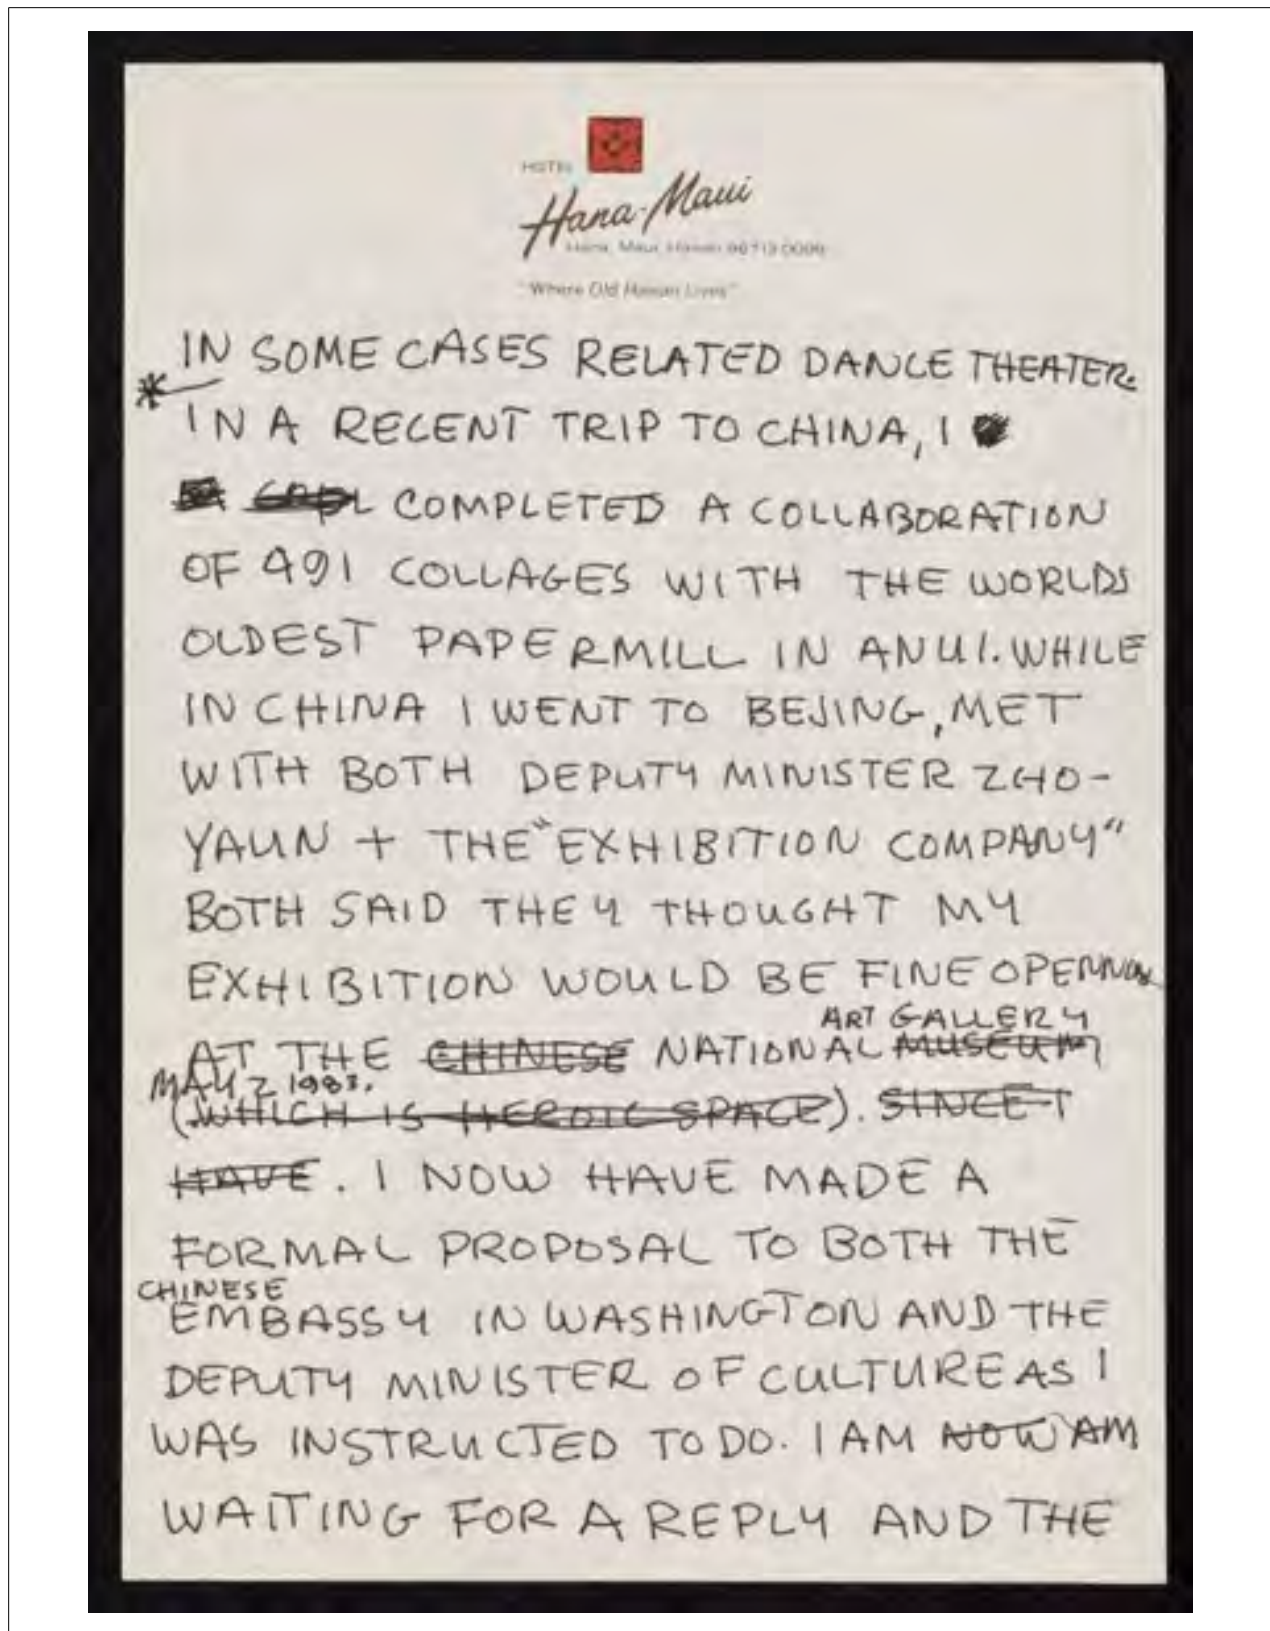 HOTEL
Hana-Maui
Hana, Maui, Hawaii 96713 0099
"Where Old Hawaii Lives"
IN SOME CASES RELATED DANCE THEATER.
* IN A RECENT TRIP TO CHINA, I
COMPLETED A COLLABORATION
OF 491 COLLAGES WITH THE WORLDS
OLDEST PAPERMILL IN ANUI. WHILE
IN CHINA I WENT TO BEJING, MET
WITH BOTH DEPUTY MINISTER ZHO-
YAUN + THE "EXHIBITION COMPANY"
BOTH SAID THEY THOUGHT MY
EXHIBITION WOULD BE FINE
ART GALLERY
AT THE CHINESE NATIONAL MUSEUM
MAY 2 1983.
(WHICH IS HEROIC SPACE). SINCE I
HAVE. I NOW HAVE MADE A
FORMAL PROPOSAL TO BOTH THE
CHINESE
EMBASSY IN WASHINGTON AND THE
DEPUTY MINISTER OF CULTURE AS I
WAS INSTRUCTED TO DO. I AM NOW AM
WAITING FOR A REPLY AND THE